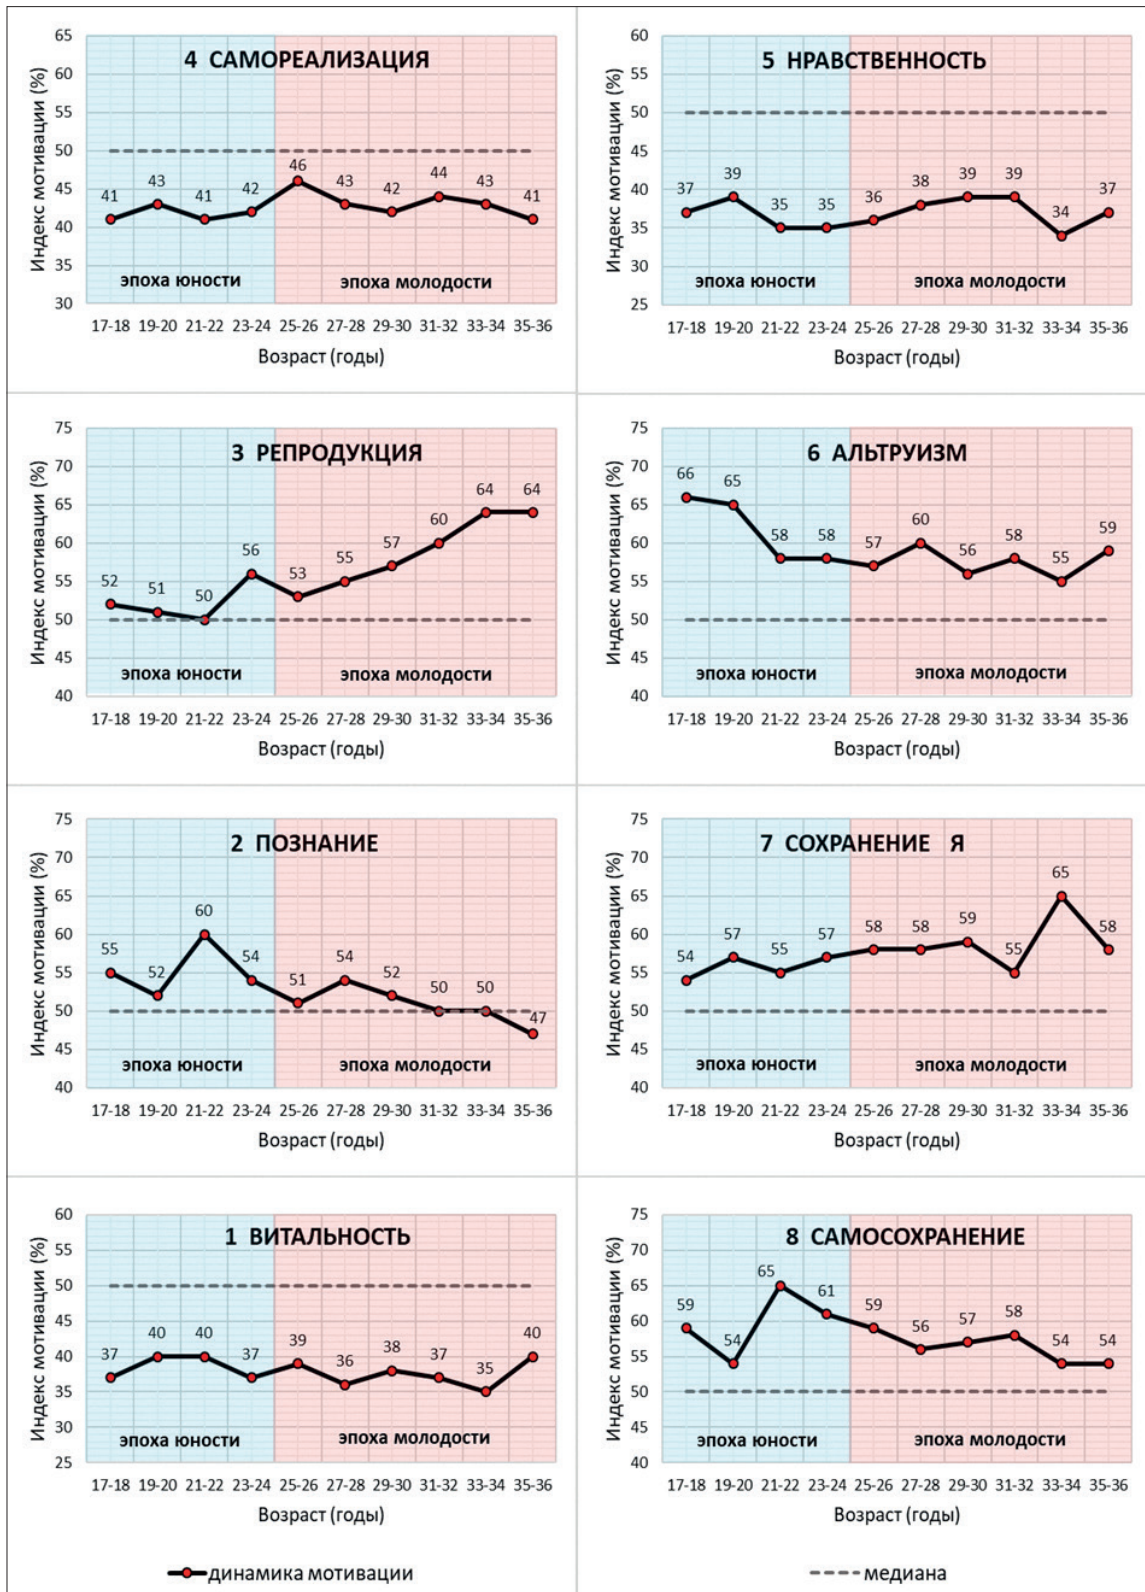 4 САМОРЕАЛИЗАЦИЯ
Индекс мотивации (%)
65
60
55
50
45
40
35
30
41 43 41 42 46 43 42 44 43 41
эпоха юности эпоха молодости
17-18 19-20 21-22 23-24 25-26 27-28 29-30 31-32 33-34 35-36
Возраст (годы)
5 НРАВСТВЕННОСТЬ
Индекс мотивации (%)
60
55
50
45
40
35
30
25
37 39 35 35 36 38 39 39 34 37
эпоха юности эпоха молодости
17-18 19-20 21-22 23-24 25-26 27-28 29-30 31-32 33-34 35-36
Возраст (годы)
3 РЕПРОДУКЦИЯ
Индекс мотивации (%)
75
70
65
60
55
50
45
40
52 51 50 56 53 55 57 60 64 64
эпоха юности эпоха молодости
17-18 19-20 21-22 23-24 25-26 27-28 29-30 31-32 33-34 35-36
Возраст (годы)
6 АЛЬТРУИЗМ
Индекс мотивации (%)
75
70
65
60
55
50
45
40
66 65 58 58 57 60 56 58 55 59
эпоха юности эпоха молодости
17-18 19-20 21-22 23-24 25-26 27-28 29-30 31-32 33-34 35-36
Возраст (годы)
2 ПОЗНАНИЕ
Индекс мотивации (%)
75
70
65
60
55
50
45
40
55 52 60 54 51 54 52 50 50 47
эпоха юности эпоха молодости
17-18 19-20 21-22 23-24 25-26 27-28 29-30 31-32 33-34 35-36
Возраст (годы)
7 СОХРАНЕНИЕ Я
Индекс мотивации (%)
75
70
65
60
55
50
45
40
54 57 55 57 58 58 59 55 65 58
эпоха юности эпоха молодости
17-18 19-20 21-22 23-24 25-26 27-28 29-30 31-32 33-34 35-36
Возраст (годы)
1 ВИТАЛЬНОСТЬ
Индекс мотивации (%)
60
55
50
45
40
35
30
25
37 40 40 37 39 36 38 37 35 40
эпоха юности эпоха молодости
17-18 19-20 21-22 23-24 25-26 27-28 29-30 31-32 33-34 35-36
Возраст (годы)
8 САМОСОХРАНЕНИЕ
Индекс мотивации (%)
75
70
65
60
55
50
45
40
59 54 65 61 59 56 57 58 54 54
эпоха юности эпоха молодости
17-18 19-20 21-22 23-24 25-26 27-28 29-30 31-32 33-34 35-36
Возраст (годы)
динамика мотивации
медиана